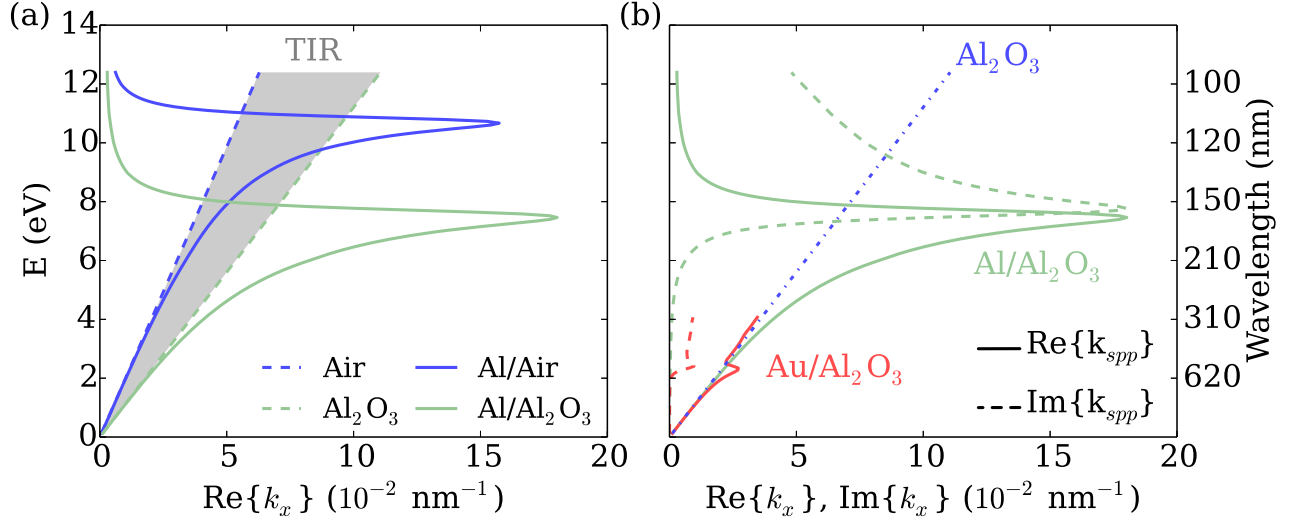 (a)
14
12
10
8
6
4
2
0
E (eV)
TIR
Air
Al/Air
Al₂O₃
Al/Al₂O₃
0 5 10 15 20
Re{kₓ} (10⁻² nm⁻¹)
(b)
Al₂O₃
Al/Al₂O₃
Au/Al₂O₃
Re{kₛₚₚ}
Im{kₛₚₚ}
100
120
150
210
310
620
Wavelength (nm)
0 5 10 15 20
Re{kₓ}, Im{kₓ} (10⁻² nm⁻¹)